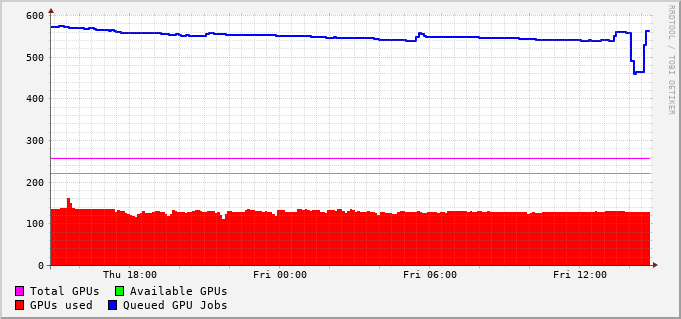 600
500
400
300
200
100
0
Thu 18:00 Fri 00:00 Fri 06:00 Fri 12:00
Total GPUs Available GPUs
GPUs used Queued GPU Jobs
RRDTOOL / TOBI OETIKER